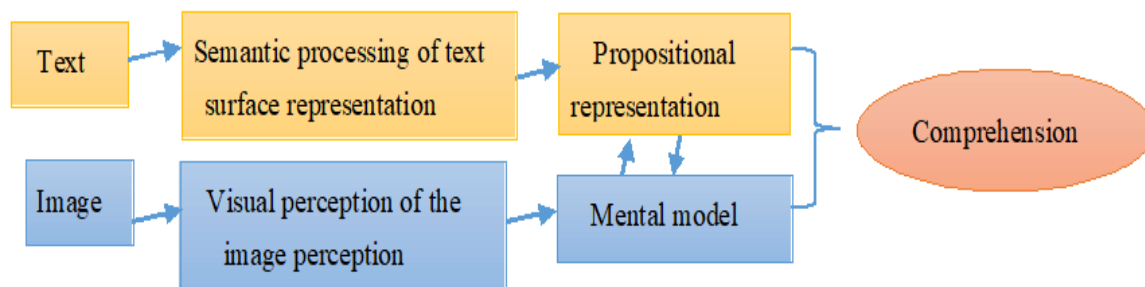 Text
Semantic processing of text
surface representation
Propositional
representation
Comprehension
Image
Visual perception of the
image perception
Mental model